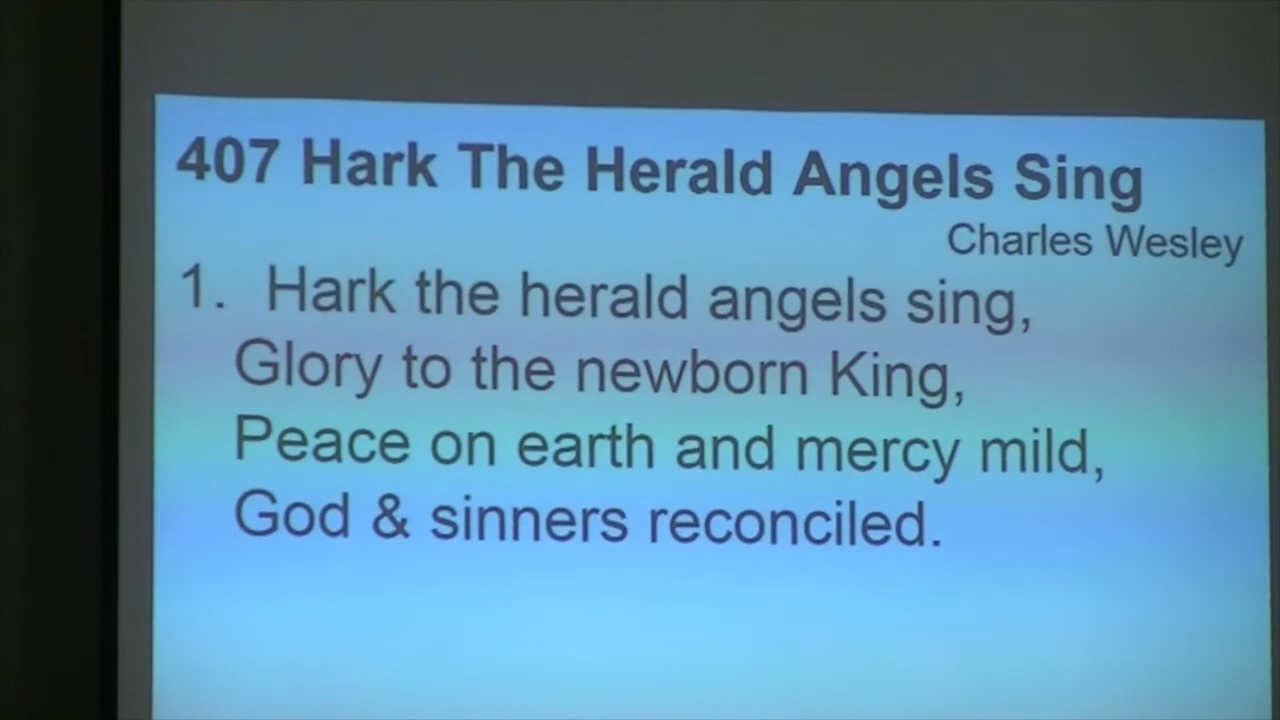 407 Hark The Herald Angels Sing
Charles Wesley
1. Hark the herald angels sing,
Glory to the newborn King,
Peace on earth and mercy mild,
God & sinners reconciled.